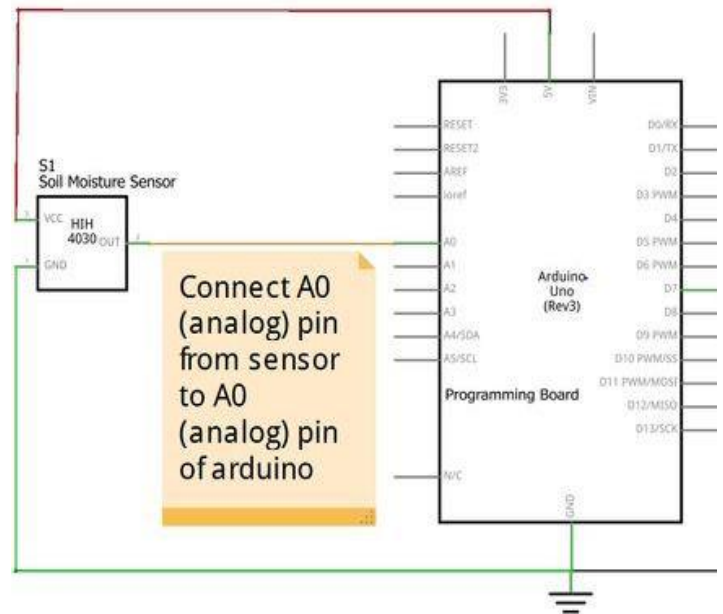 3V3
5V
VIN
RESET
RESET2
AREF
ioref
A0
A1
A2
A3
A4/SDA
A5/SCL
N/C
D0/RX
D1/TX
D2
D3 PWM
D4
D5 PWM
D6 PWM
D7
D8
D9 PWM
D10 PWM/SS
D11 PWM/MOSI
D12/MISO
D13/SCK
GND
Arduino
Uno
(Rev3)
Programming Board
S1
Soil Moisture Sensor
VCC
HIH
4030
OUT
GND
Connect A0
(analog) pin
from sensor
to A0
(analog) pin
of arduino